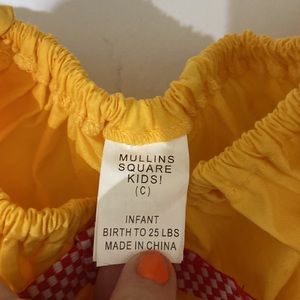 MULLINS
SQUARE
KIDS!
(C)
INFANT
BIRTH TO 25 LBS
MADE IN CHINA